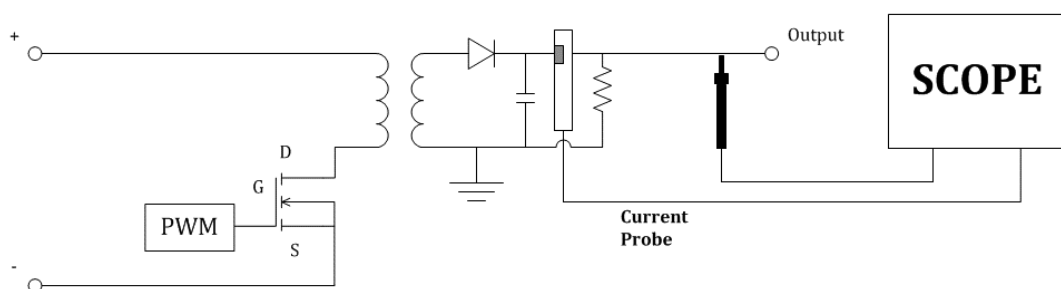 +
Output
SCOPE
D
G
PWM
S
Current
Probe
-